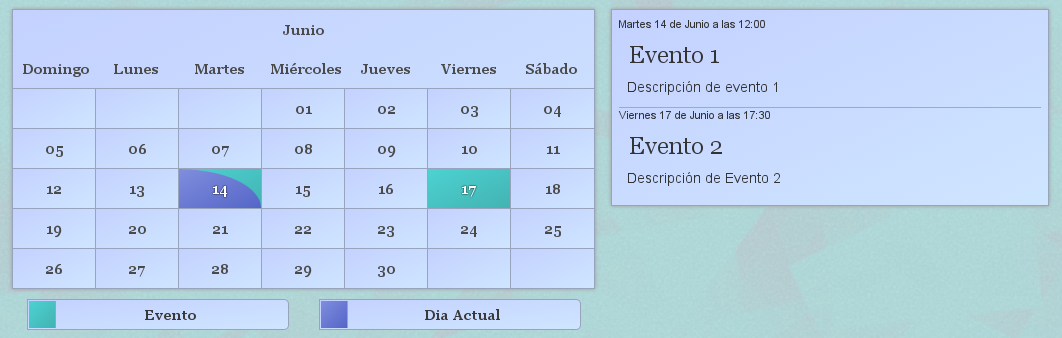 Junio
Domingo Lunes Martes Miércoles Jueves Viernes Sábado
01 02 03 04
05 06 07 08 09 10 11
12 13 14 15 16 17 18
19 20 21 22 23 24 25
26 27 28 29 30
Evento Dia Actual
Martes 14 de Junio a las 12:00
Evento 1
Descripción de evento 1
Viernes 17 de Junio a las 17:30
Evento 2
Descripción de Evento 2